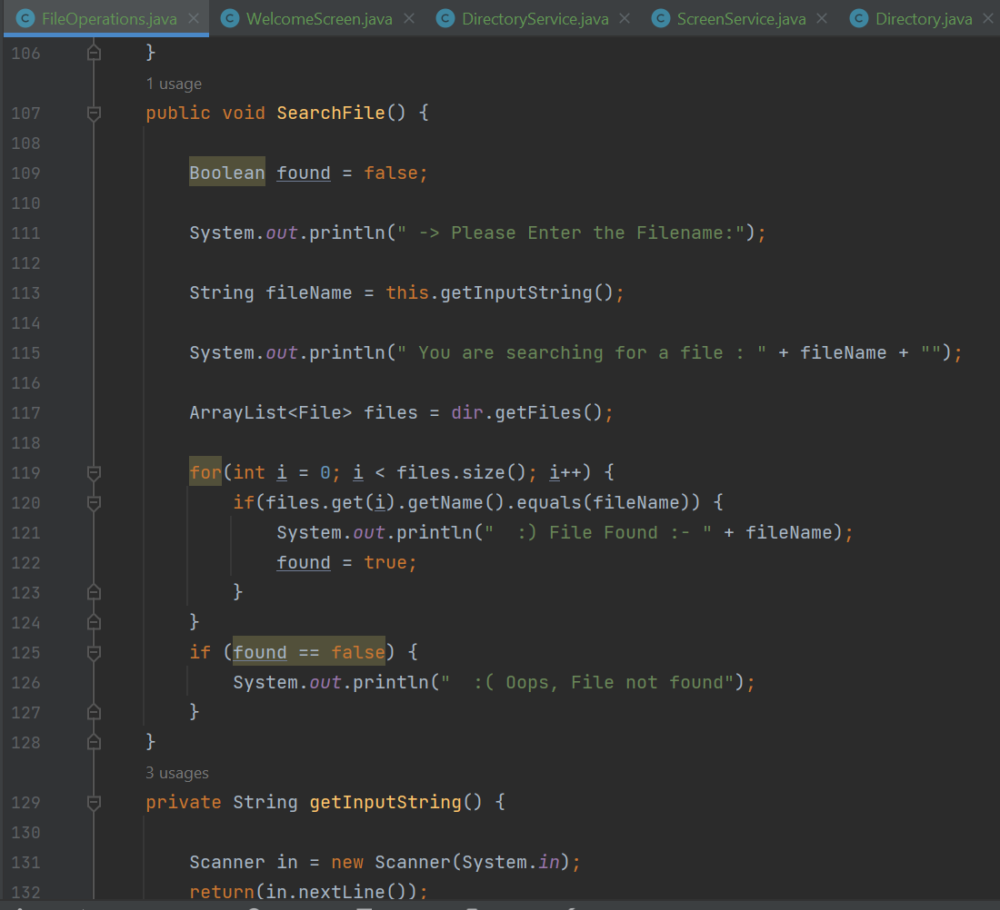 FileOperations.java × WelcomeScreen.java × DirectoryService.java × ScreenService.java × Directory.java ×
106 }
1 usage
107 public void SearchFile() {
108
109 Boolean found = false;
110
111 System.out.println(" -> Please Enter the Filename:");
112
113 String fileName = this.getInputString();
114
115 System.out.println(" You are searching for a file : " + fileName + "");
116
117 ArrayList<File> files = dir.getFiles();
118
119 for(int i = 0; i < files.size(); i++) {
120 if(files.get(i).getName().equals(fileName)) {
121 System.out.println("  :) File Found :- " + fileName);
122 found = true;
123 }
124 }
125 if (found == false) {
126 System.out.println("  :( Oops, File not found");
127 }
128 }
3 usages
129 private String getInputString() {
130
131 Scanner in = new Scanner(System.in);
132 return(in.nextLine());